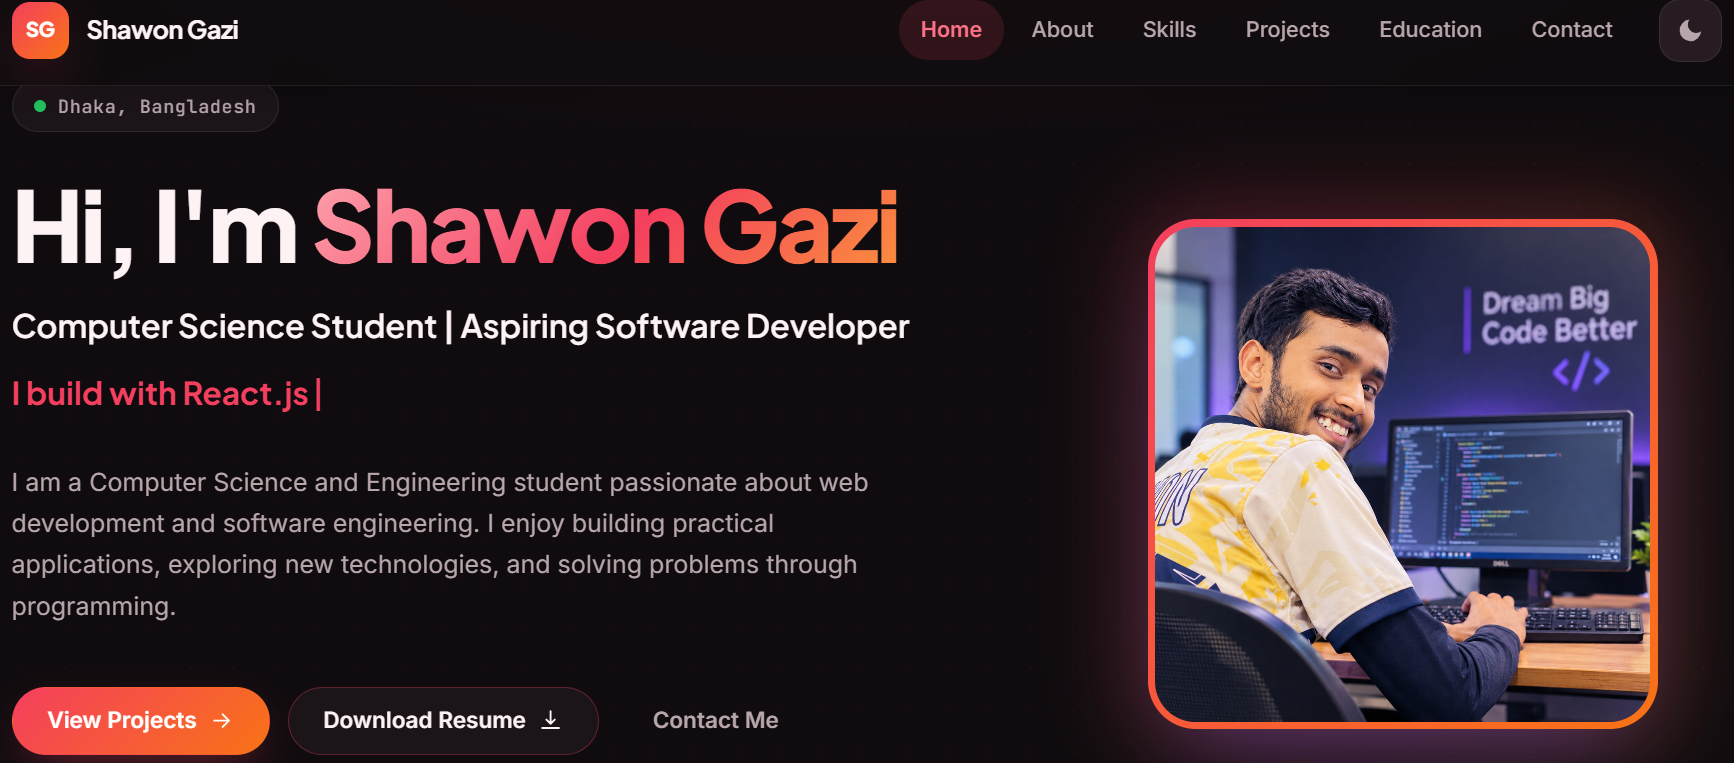 SG
Shawon Gazi
Home
About
Skills
Projects
Education
Contact
Dhaka, Bangladesh
Hi, I'm Shawon Gazi
Computer Science Student | Aspiring Software Developer
I build with React.js|
I am a Computer Science and Engineering student passionate about web
development and software engineering. I enjoy building practical
applications, exploring new technologies, and solving problems through
programming.
View Projects →
Download Resume
Contact Me
Dream Big
Code Better
</>
DELL